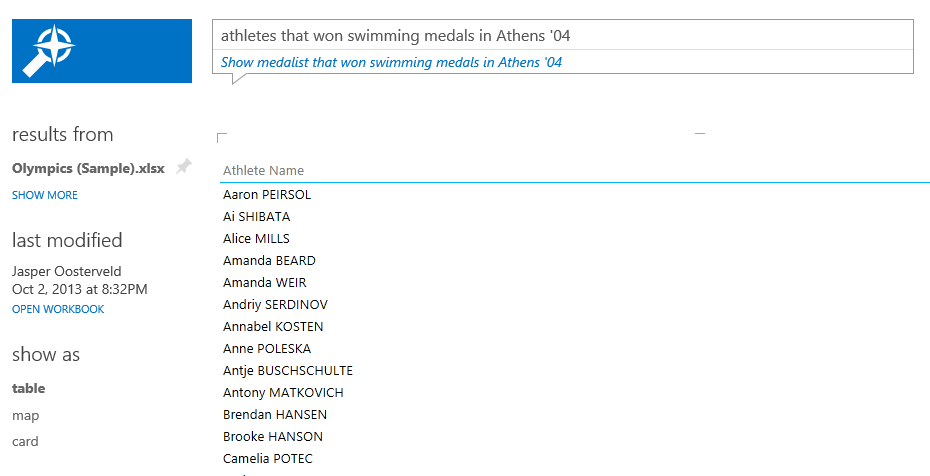 athletes that won swimming medals in Athens '04
Show medalist that won swimming medals in Athens '04
results from
Olympics (Sample).xlsx
SHOW MORE
last modified
Jasper Oosterveld
Oct 2, 2013 at 8:32PM
OPEN WORKBOOK
show as
table
map
card
Athlete Name
Aaron PEIRSOL
Ai SHIBATA
Alice MILLS
Amanda BEARD
Amanda WEIR
Andriy SERDINOV
Annabel KOSTEN
Anne POLESKA
Antje BUSCHSCHULTE
Antony MATKOVICH
Brendan HANSEN
Brooke HANSON
Camelia POTEC